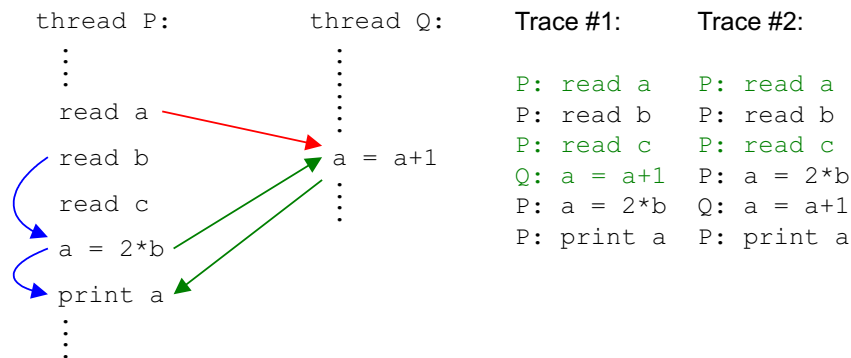 thread P:
read a
read b
read c
a = 2*b
print a
thread Q:
a = a+1
Trace #1:
P: read a
P: read b
P: read c
Q: a = a+1
P: a = 2*b
P: print a
Trace #2:
P: read a
P: read b
P: read c
P: a = 2*b
Q: a = a+1
P: print a